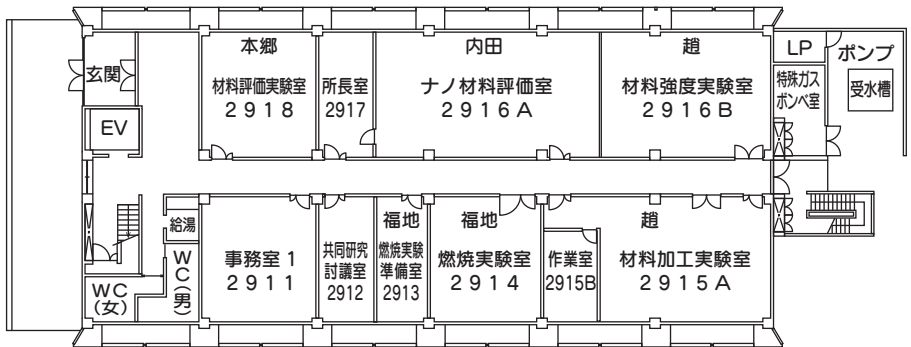 本郷
材料評価実験室
2918
所長室
2917
内田
ナノ材料評価室
2916A
趙
材料強度実験室
2916B
LP
ポンプ
特殊ガス
ボンベ室
受水槽
玄関
EV
給湯
WC(女)
WC(男)
事務室1
2911
共同研究
討議室
2912
福地
燃焼実験
準備室
2913
福地
燃焼実験室
2914
作業室
2915B
趙
材料加工実験室
2915A